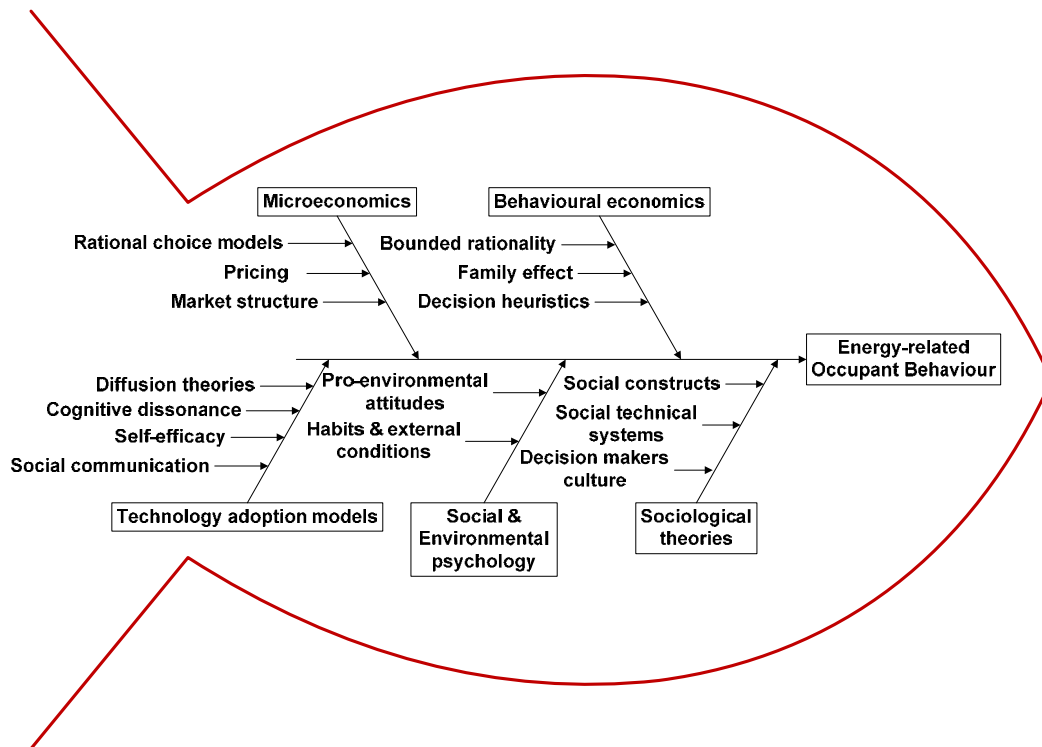 Microeconomics
Behavioural economics
Rational choice models
Pricing
Market structure
Bounded rationality
Family effect
Decision heuristics
Energy-related
Occupant Behaviour
Diffusion theories
Cognitive dissonance
Self-efficacy
Social communication
Pro-environmental
attitudes
Habits & external
conditions
Social constructs
Social technical
systems
Decision makers
culture
Technology adoption models
Social &
Environmental
psychology
Sociological
theories